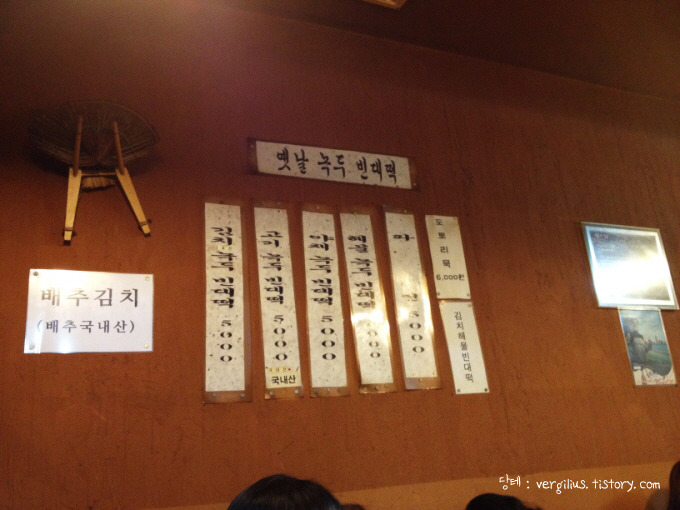 옛날 녹두 빈대떡
김치 녹두 빈대떡 5000
고기 녹두 빈대떡 5000
국내산
야채 녹두 빈대떡 5000
해물 녹두 빈대떡 000
5000
도토리묵
6,000원
김치해물빈대떡
배추김치
(배추국내산)
당테 : vergilius.tistory.com